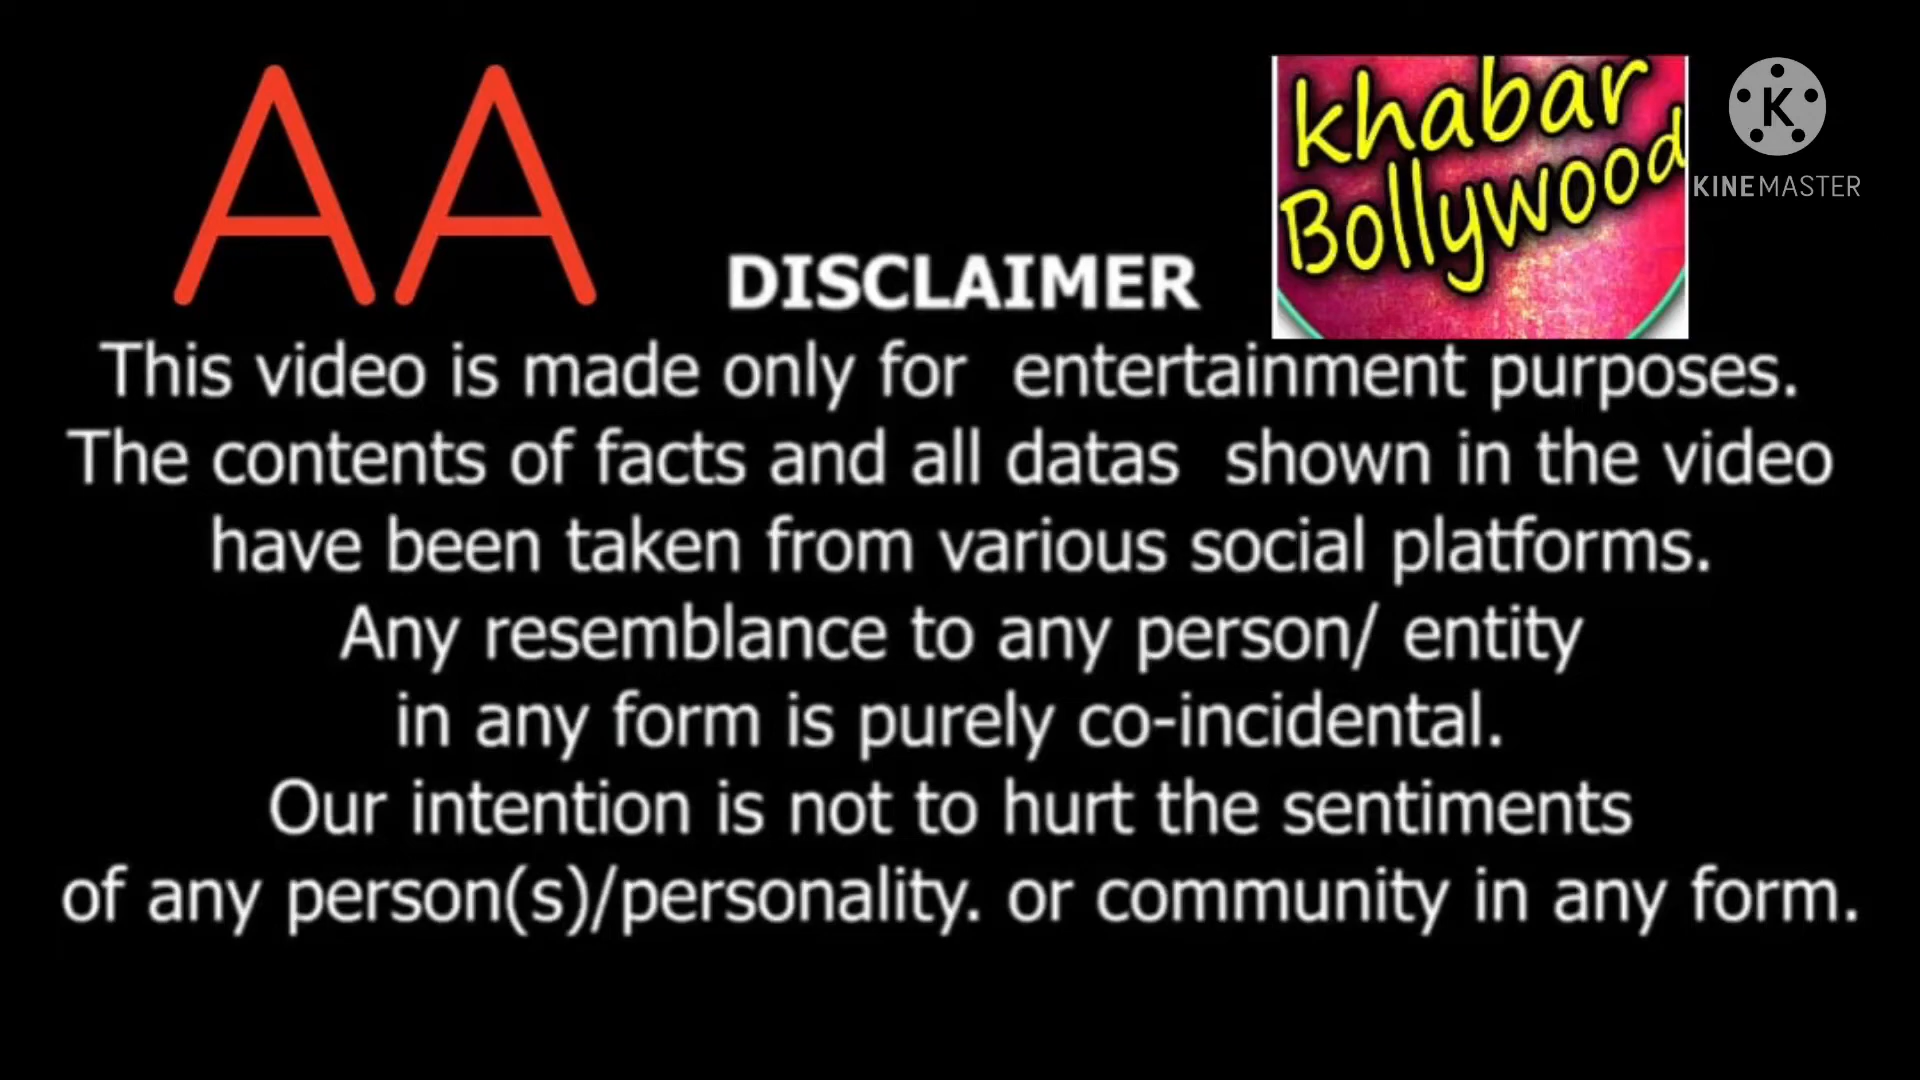 AA
khabar
Bollywood
K
KINEMASTER
DISCLAIMER
This video is made only for entertainment purposes.
The contents of facts and all datas shown in the video
have been taken from various social platforms.
Any resemblance to any person/ entity
in any form is purely co-incidental.
Our intention is not to hurt the sentiments
of any person(s)/personality. or community in any form.